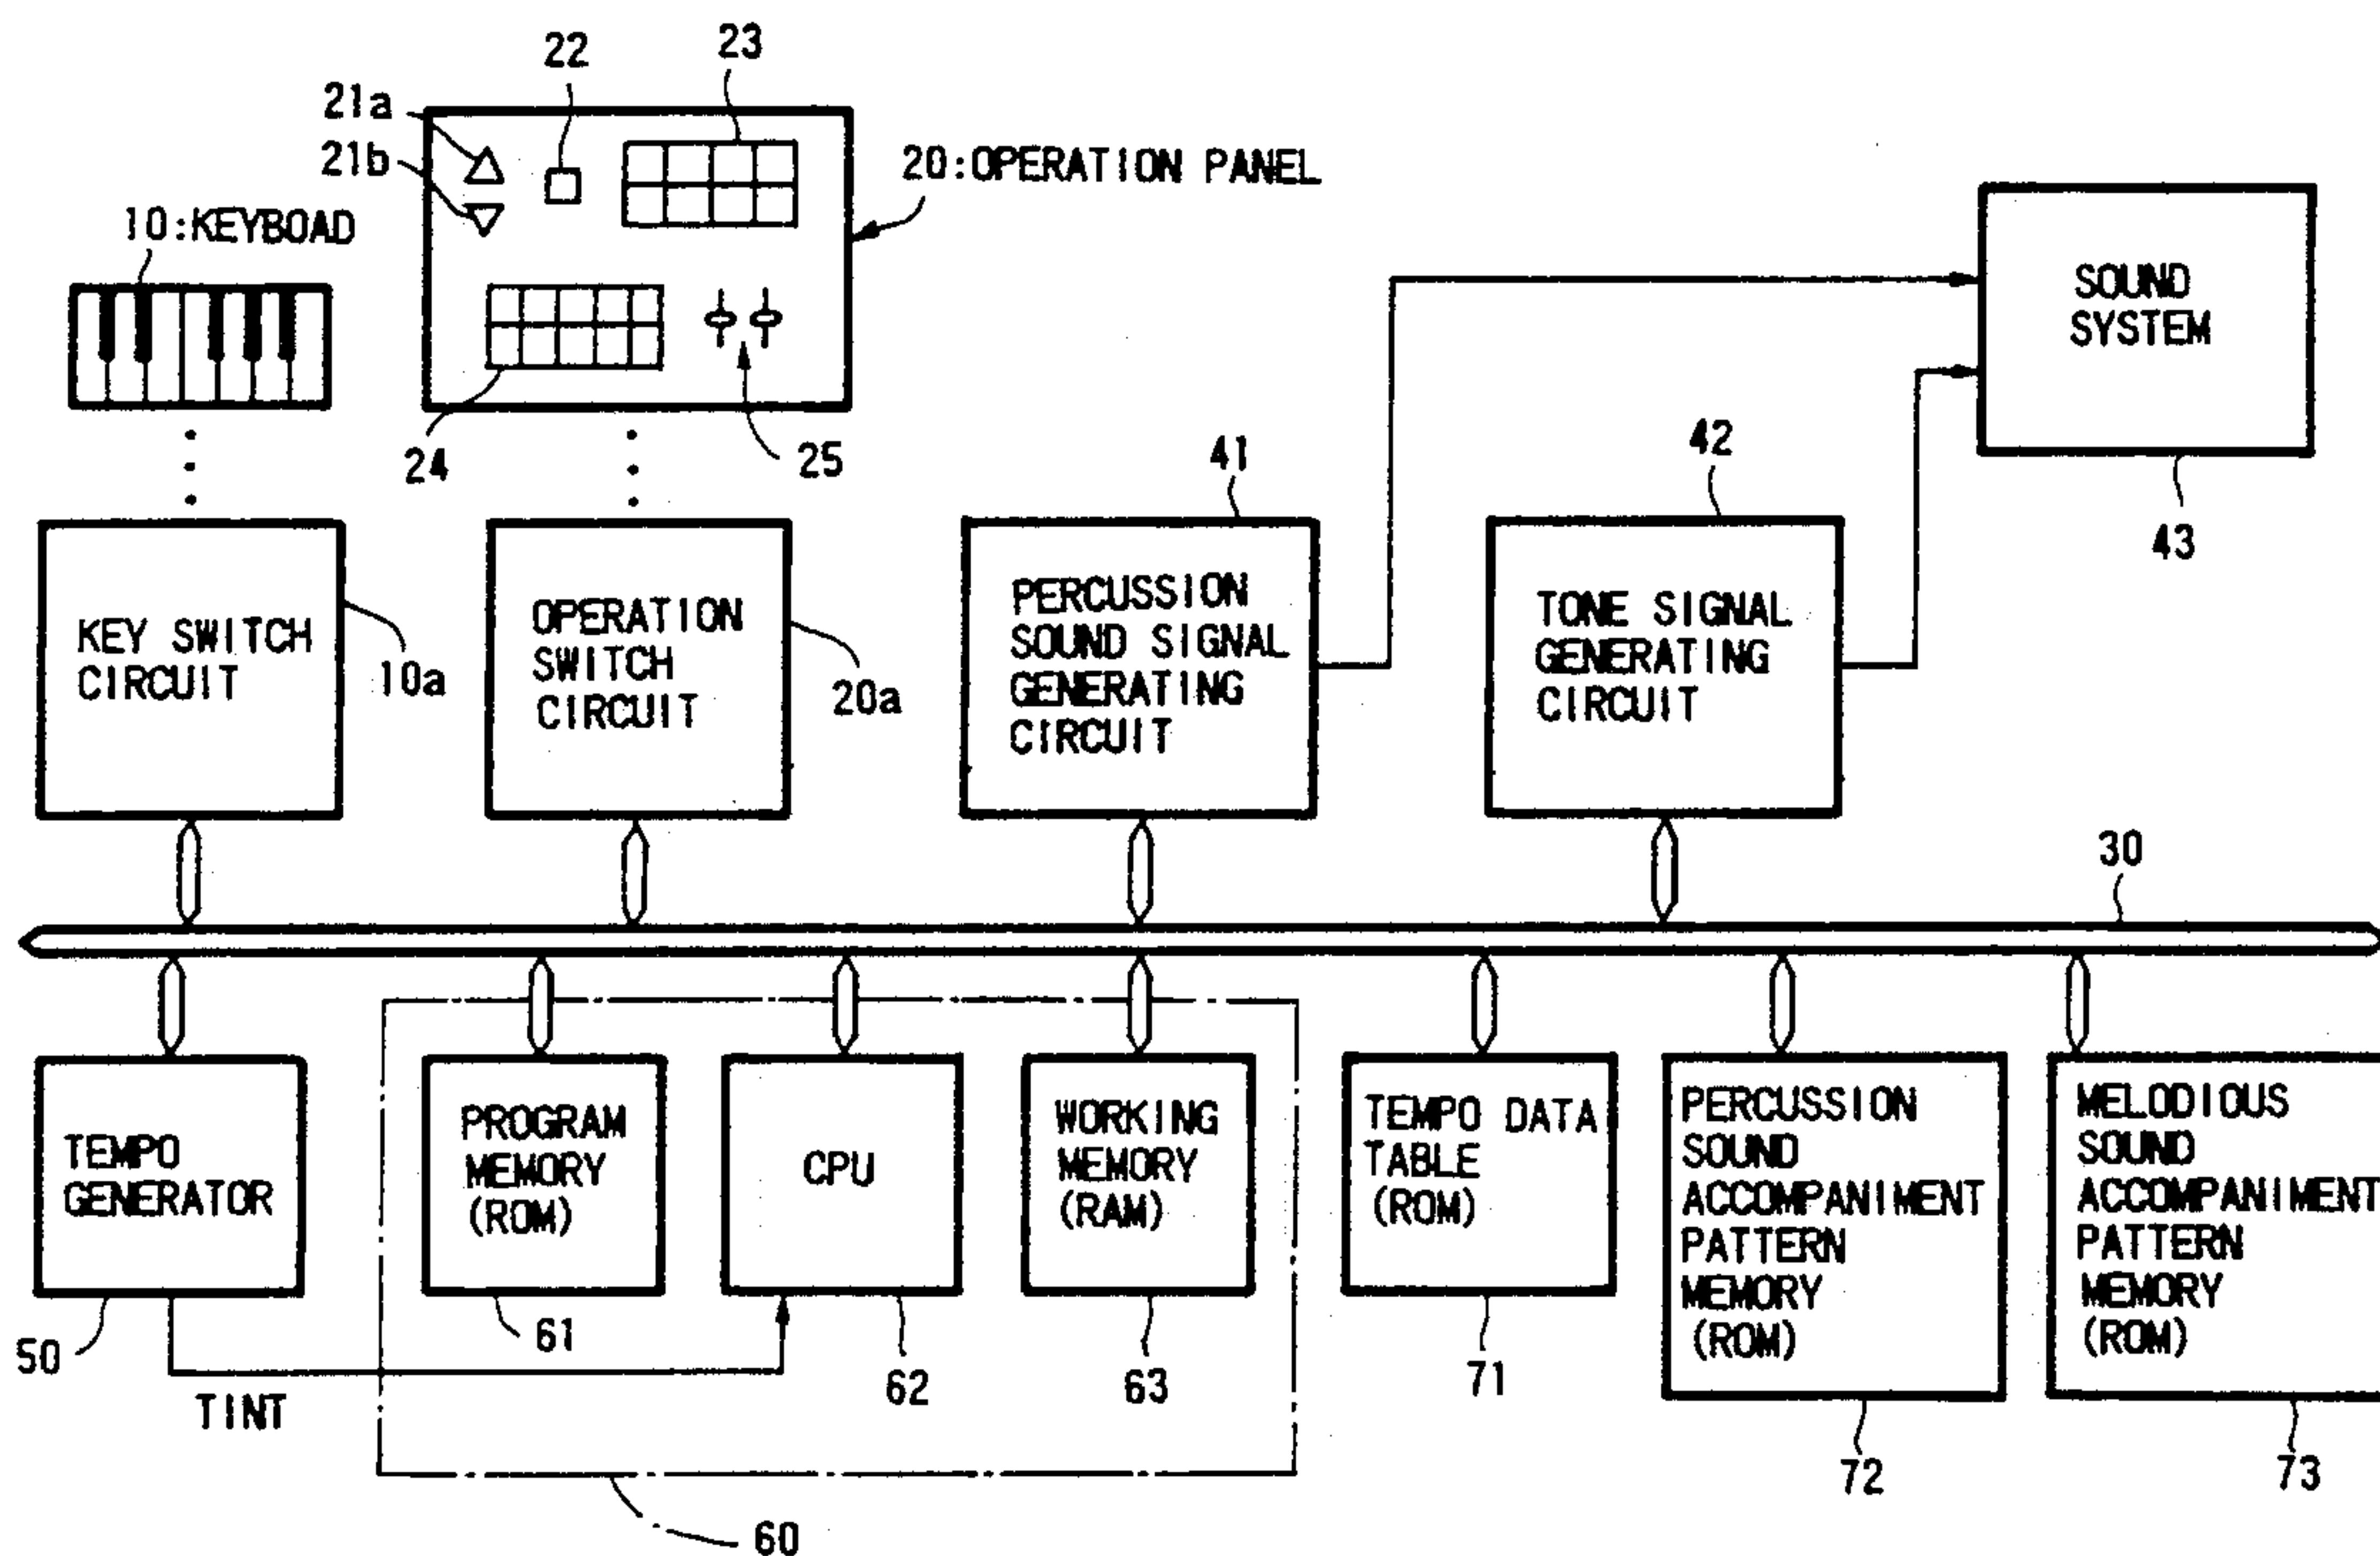 22
23
21a
21b
20:OPERATION PANEL
10:KEYBOAD
24
25
SOUND
SYSTEM
43
41
42
KEY SWITCH
CIRCUIT
10a
OPERATION
SWITCH
CIRCUIT
20a
PERCUSSION
SOUND SIGNAL
GENERATING
CIRCUIT
TONE SIGNAL
GENERATING
CIRCUIT
30
TEMPO
GENERATOR
50
TINT
PROGRAM
MEMORY
(ROM)
61
CPU
62
WORKING
MEMORY
(RAM)
63
60
TEMPO DATA
TABLE
(ROM)
71
PERCUSSION
SOUND
ACCOMPANIMENT
PATTERN
MEMORY
(ROM)
72
MELODIOUS
SOUND
ACCOMPANIMENT
PATTERN
MEMORY
(ROM)
73